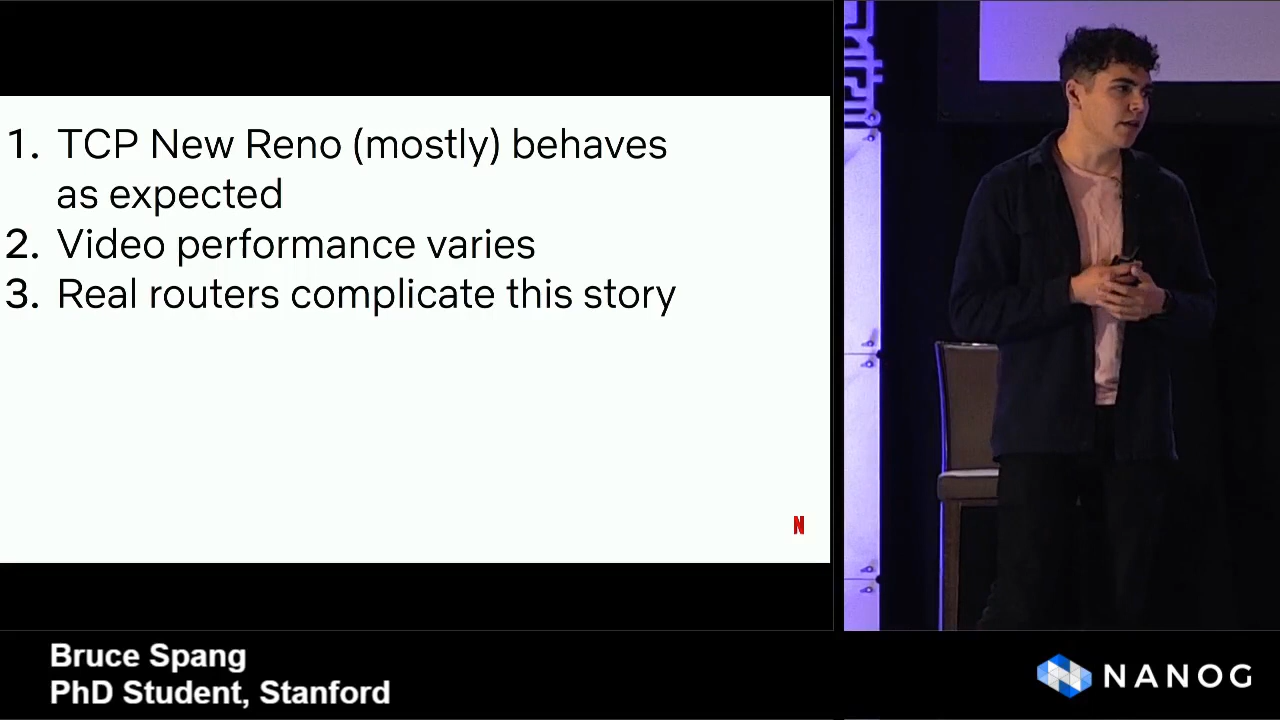 1. TCP New Reno (mostly) behaves
as expected
2. Video performance varies
3. Real routers complicate this story
N
Bruce Spang
PhD Student, Stanford
NANOG